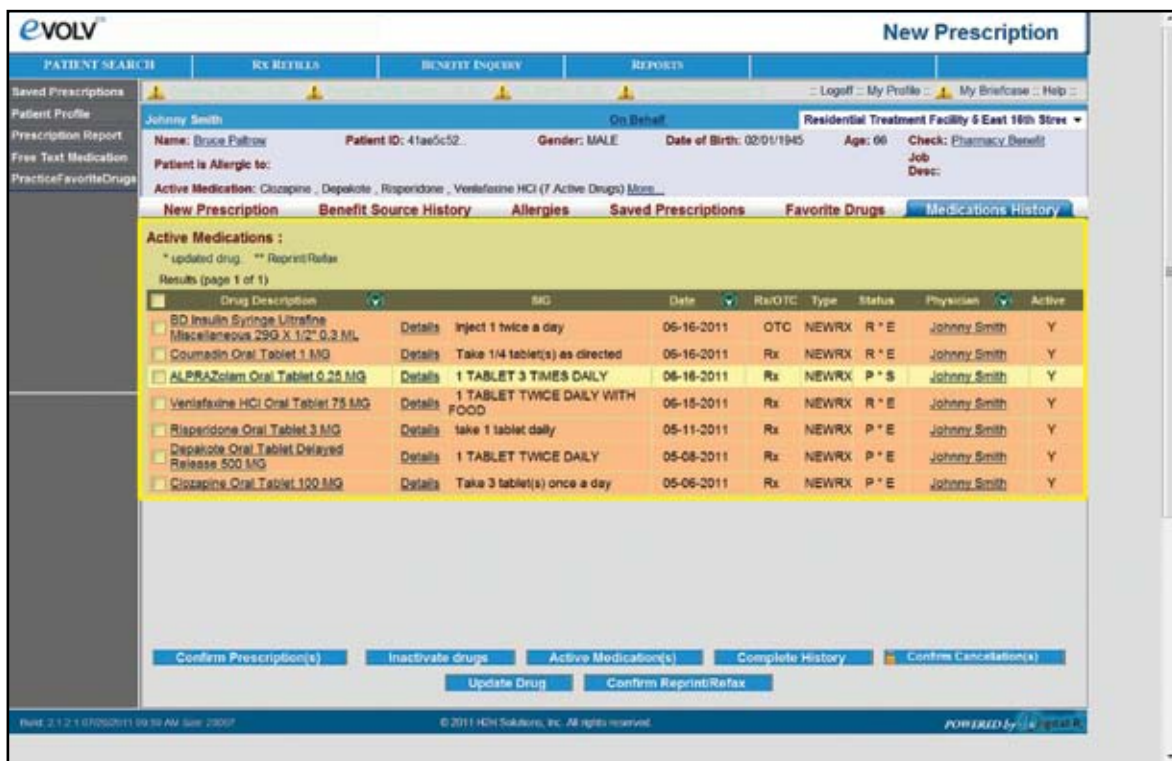 evolv
New Prescription
PATIENT SEARCH RX REFILLS BENEFIT INQUIRY REPORTS
Saved Prescriptions
:: Logoff :: My Profile :: My Briefcase :: Help ::
Patient Profile
Johnny Smith On Behalf Residential Treatment Facility 6 East 16th Stree
Prescription Report
Name: Bruce Paltrow Patient ID: 41ae5c52.. Gender: MALE Date of Birth: 02/01/1945 Age: 66 Check: Pharmacy Benefit
Free Text Medication
Patient is Allergic to: Job Desc:
PracticeFavoriteDrugs
Active Medication: Clozapine , Depakote , Risperidone , Venlafaxine HCl (7 Active Drugs) More...
New Prescription Benefit Source History Allergies Saved Prescriptions Favorite Drugs Medications History
Active Medications :
* updated drug. ** Reprint/Refax
Results (page 1 of 1)
Drug Description SIG Date Rx/OTC Type Status Physician Active
BD Insulin Syringe Ultrafine Miscellaneous 29G X 1/2" 0.3 ML Details Inject 1 twice a day 06-16-2011 OTC NEWRX R * E Johnny Smith Y
Coumadin Oral Tablet 1 MG Details Take 1/4 tablet(s) as directed 06-16-2011 Rx NEWRX R * E Johnny Smith Y
ALPRAZolam Oral Tablet 0.25 MG Details 1 TABLET 3 TIMES DAILY 06-16-2011 Rx NEWRX P * S Johnny Smith Y
Venlafaxine HCl Oral Tablet 75 MG Details 1 TABLET TWICE DAILY WITH FOOD 06-15-2011 Rx NEWRX R * E Johnny Smith Y
Risperidone Oral Tablet 3 MG Details take 1 tablet daily 05-11-2011 Rx NEWRX P * E Johnny Smith Y
Depakote Oral Tablet Delayed Release 500 MG Details 1 TABLET TWICE DAILY 05-08-2011 Rx NEWRX P * E Johnny Smith Y
Clozapine Oral Tablet 100 MG Details Take 3 tablet(s) once a day 05-06-2011 Rx NEWRX P * E Johnny Smith Y
Confirm Prescription(s) Inactivate drugs Active Medication(s) Complete History Confirm Cancellation(s)
Update Drug Confirm Reprint/Refax
© 2011 H2H Solutions, Inc. All rights reserved. POWERED by